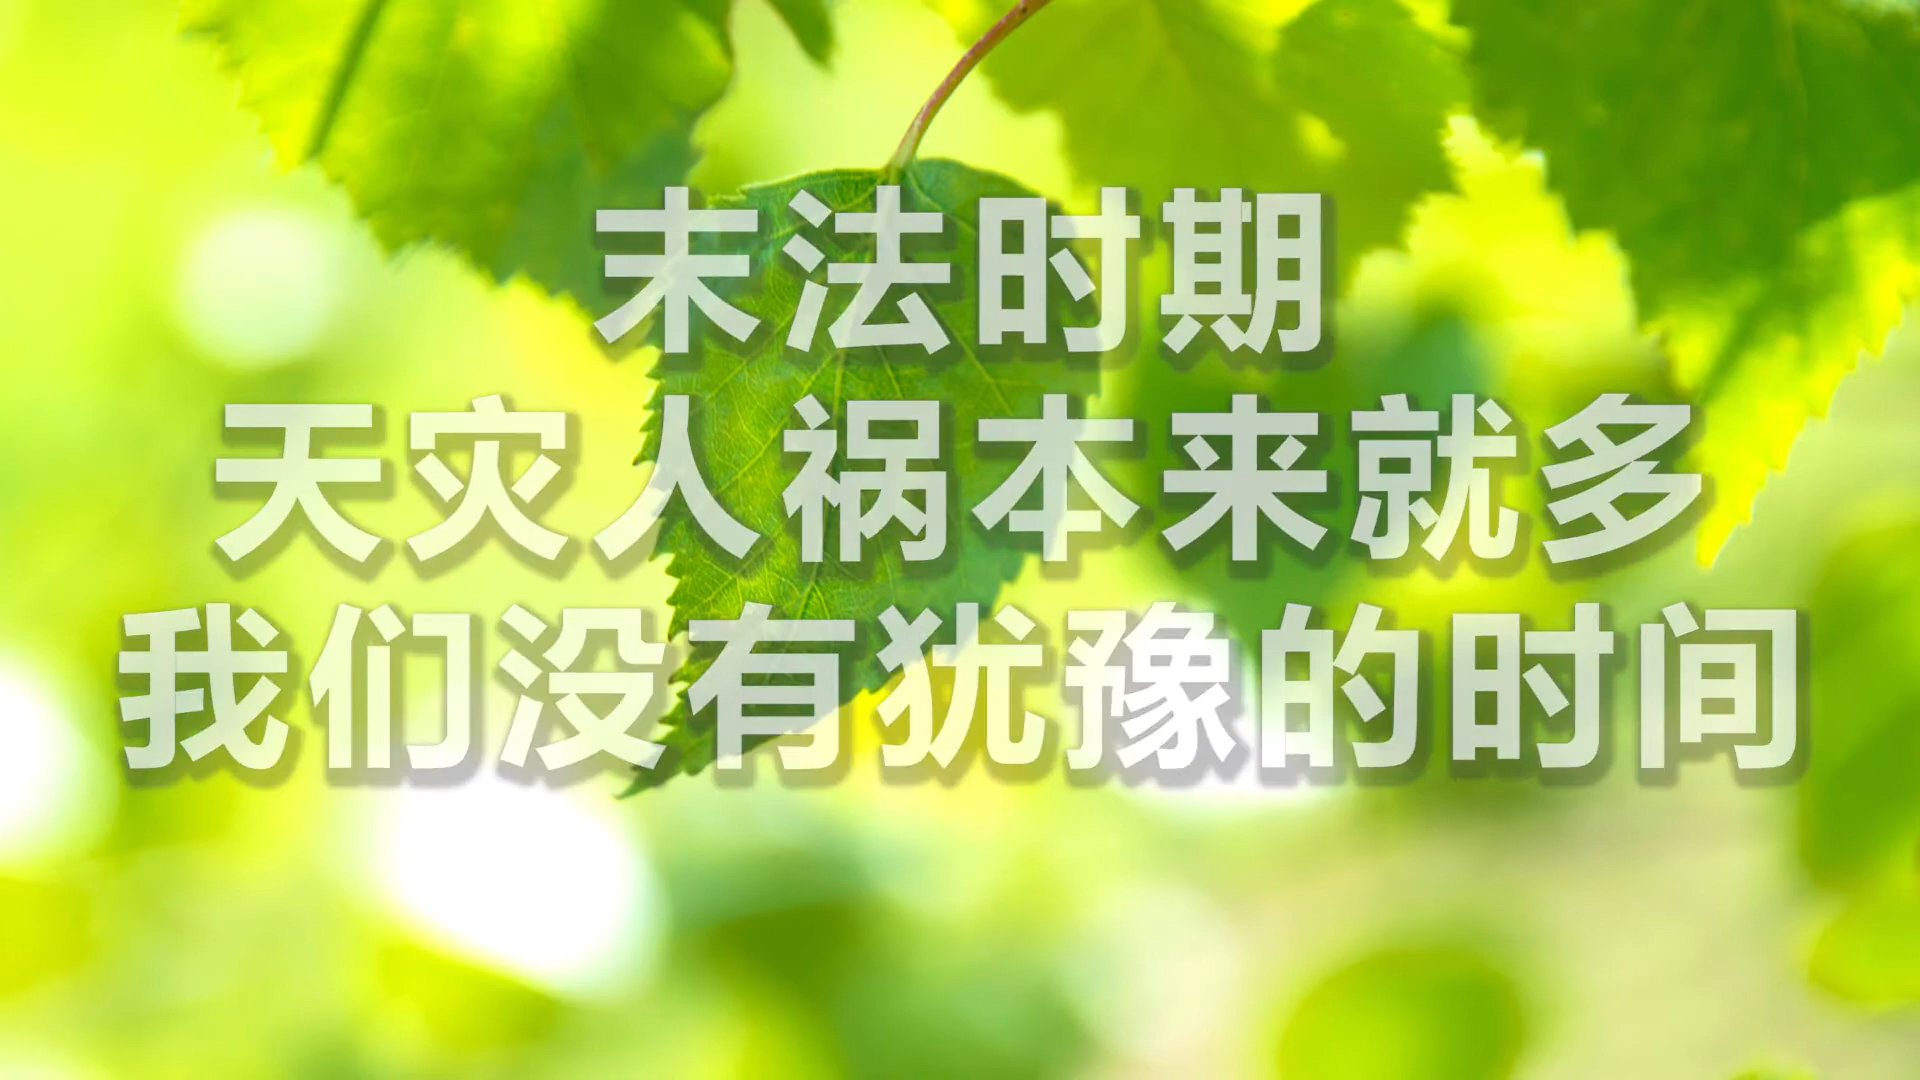 末法时期
天灾人祸本来就多
我们没有犹豫的时间